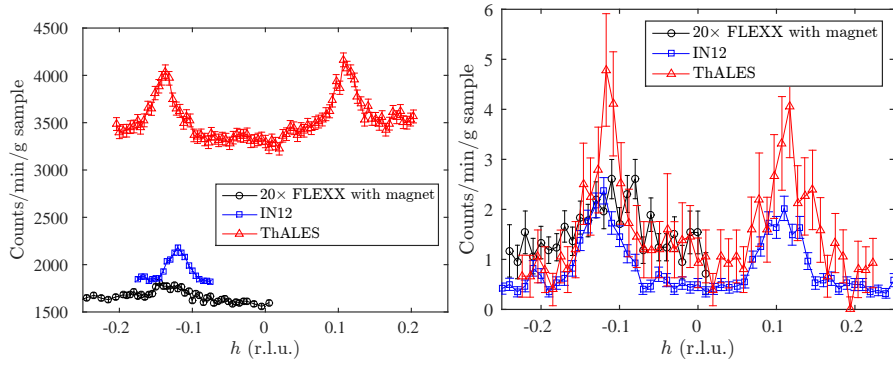 4500
4000
3500
3000
2500
2000
1500
Counts/min/g sample
20× FLEXX with magnet
IN12
ThALES
-0.2 -0.1 0 0.1 0.2
h (r.l.u.)
6
5
4
3
2
1
0
Counts/min/g sample
20× FLEXX with magnet
IN12
ThALES
-0.2 -0.1 0 0.1 0.2
h (r.l.u.)